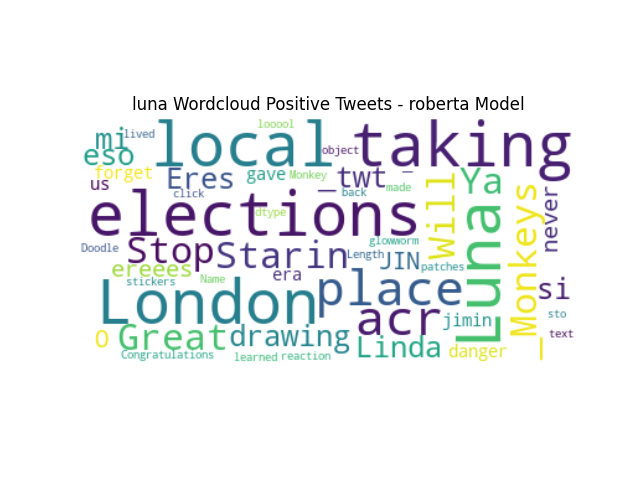 luna Wordcloud Positive Tweets - roberta Model
looool
mi lived local taking
eso object
forget Eres gave Monkey _twt _ Ya
us click back made Will
elections dtype never
Doodle Stop Starin glowworm Luna Monkeys
ereees era Length JIN patches
stickers Name place si
London acr jimin sto
O Great drawing Linda text
Congratulations learned reaction danger _